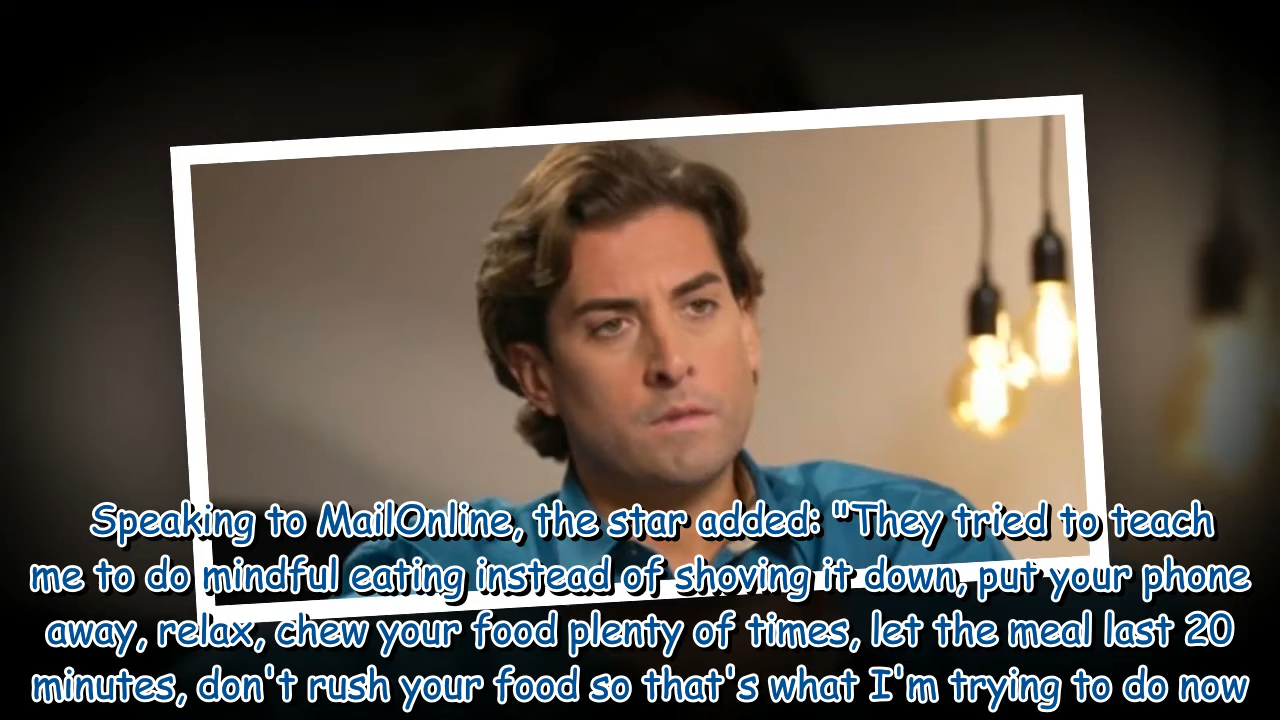 Speaking to MailOnline, the star added: "They tried to teach
me to do mindful eating instead of shoving it down, put your phone
away, relax, chew your food plenty of times, let the meal last 20
minutes, don't rush your food so that's what I'm trying to do now